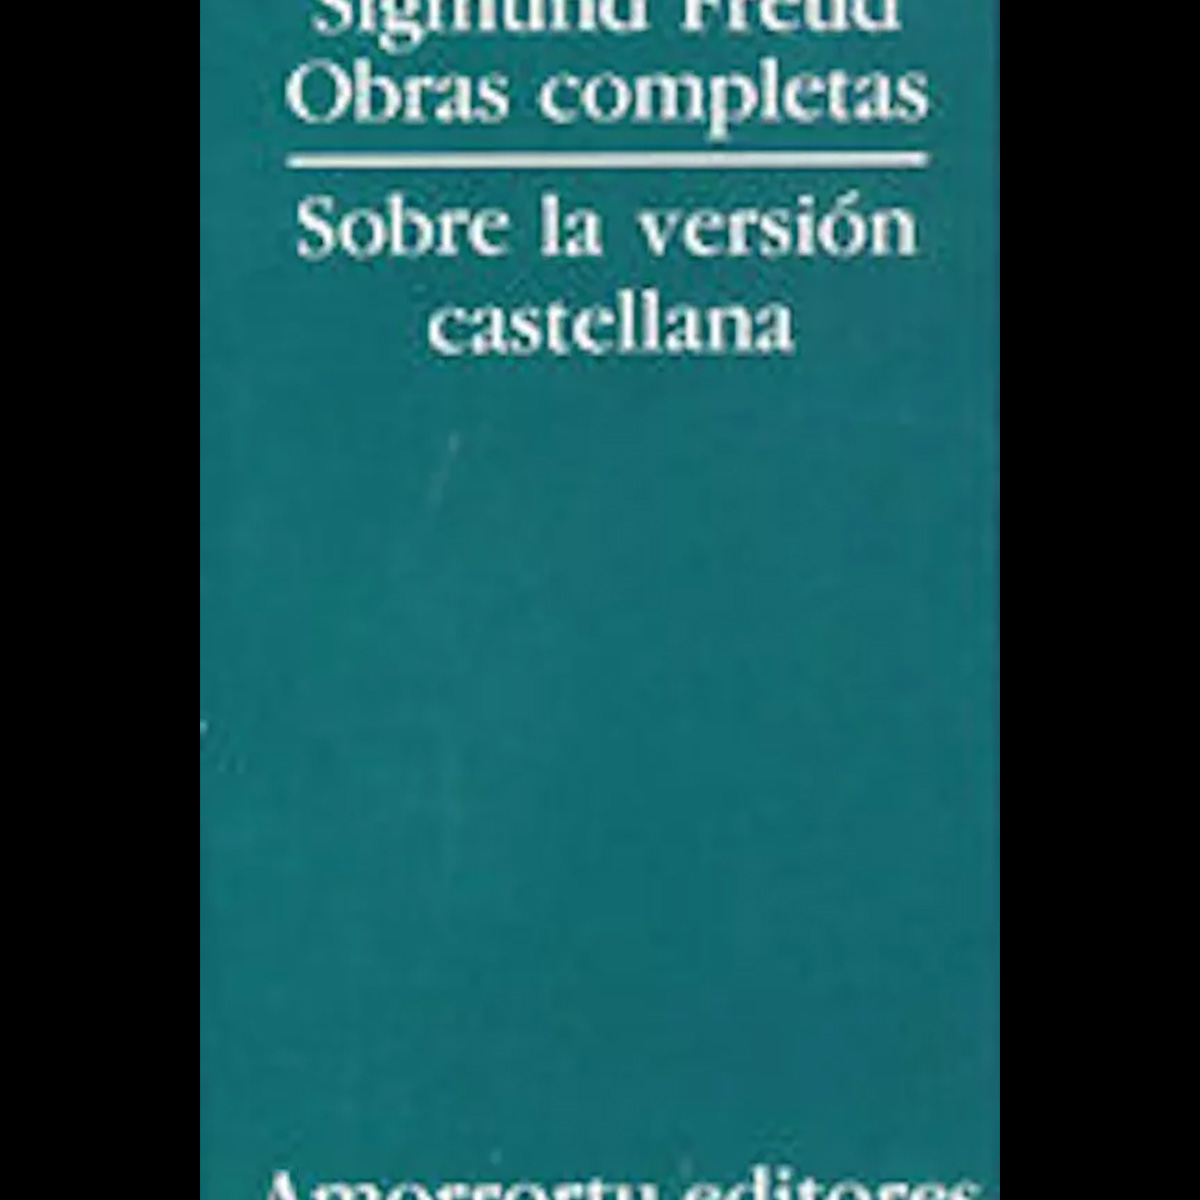 Sigmund Freud
Obras completas
Sobre la versión
castellana
Amorrortu editores